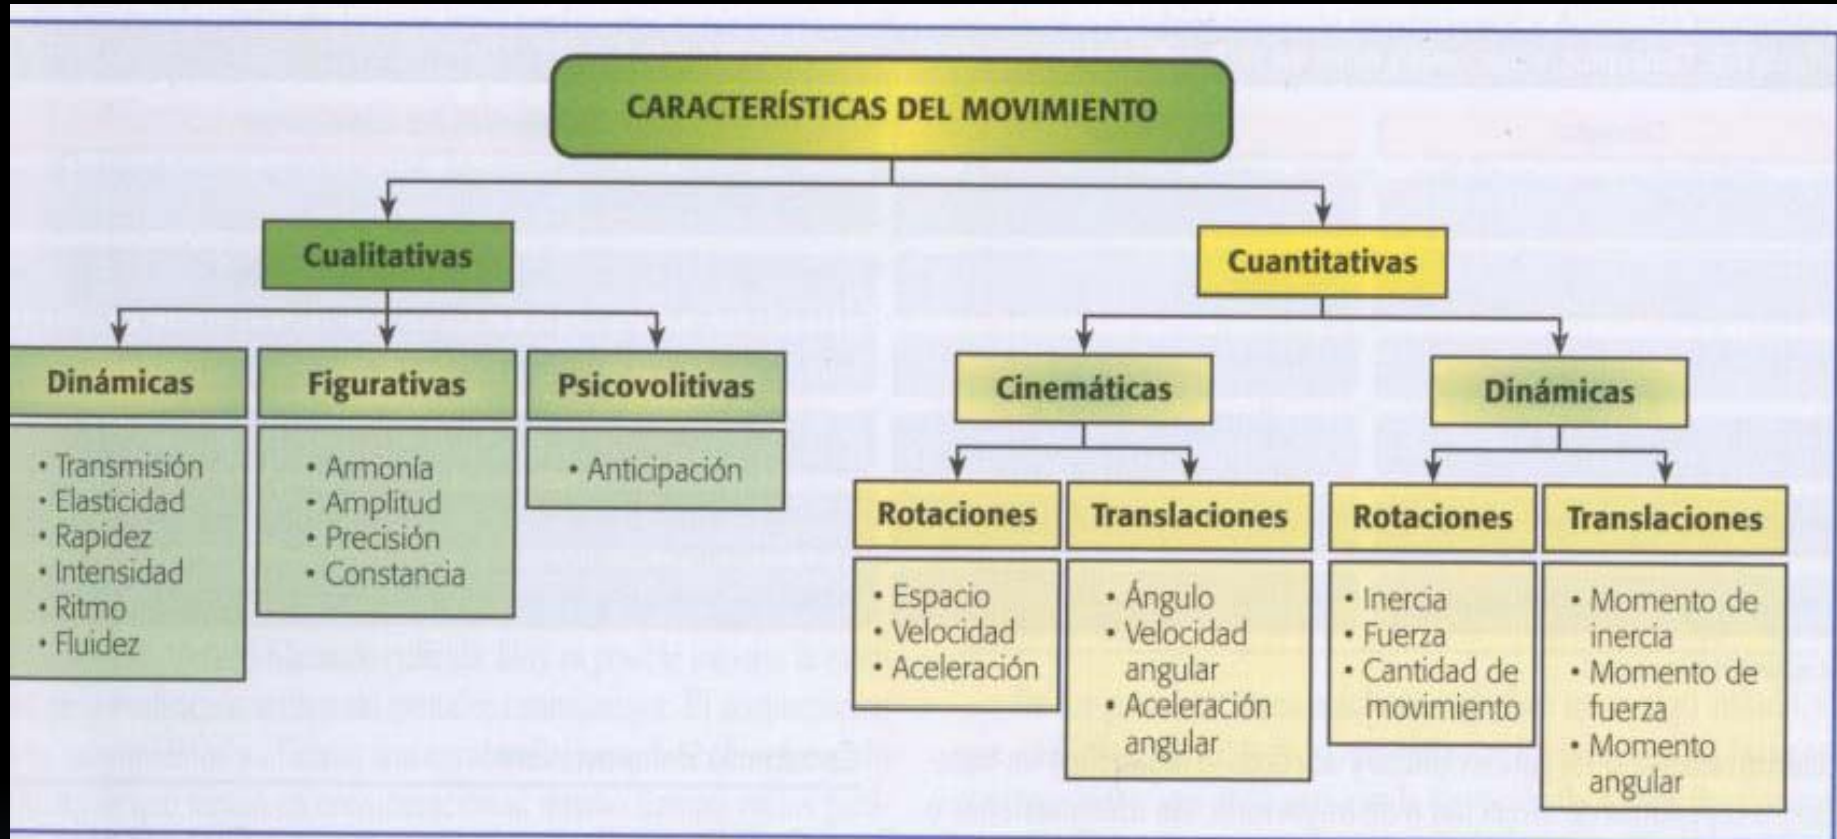 CARACTERÍSTICAS DEL MOVIMIENTO
Cualitativas
Cuantitativas
Dinámicas
Figurativas
Psicovolitivas
Cinemáticas
Dinámicas
• Transmisión
• Elasticidad
• Rapidez
• Intensidad
• Ritmo
• Fluidez
• Armonía
• Amplitud
• Precisión
• Constancia
• Anticipación
Rotaciones
Translaciones
Rotaciones
Translaciones
• Espacio
• Velocidad
• Aceleración
• Ángulo
• Velocidad
angular
• Aceleración
angular
• Inercia
• Fuerza
• Cantidad de
movimiento
• Momento de
inercia
• Momento de
fuerza
• Momento
angular